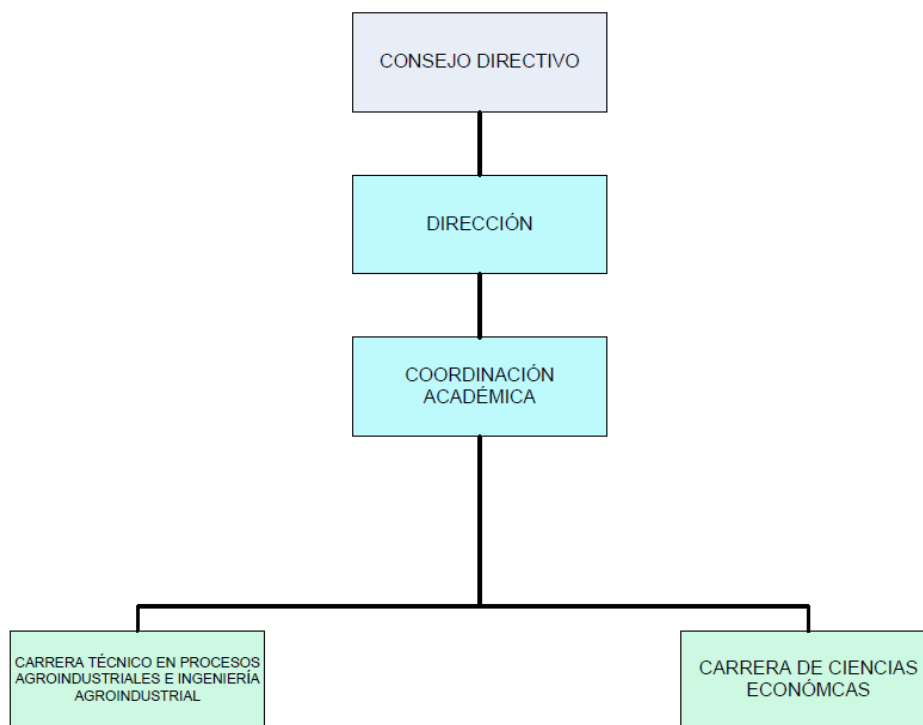 CONSEJO DIRECTIVO
DIRECCIÓN
COORDINACIÓN
ACADÉMICA
CARRERA TÉCNICO EN PROCESOS
AGROINDUSTRIALES E INGENIERÍA
AGROINDUSTRIAL
CARRERA DE CIENCIAS
ECONÓMCAS